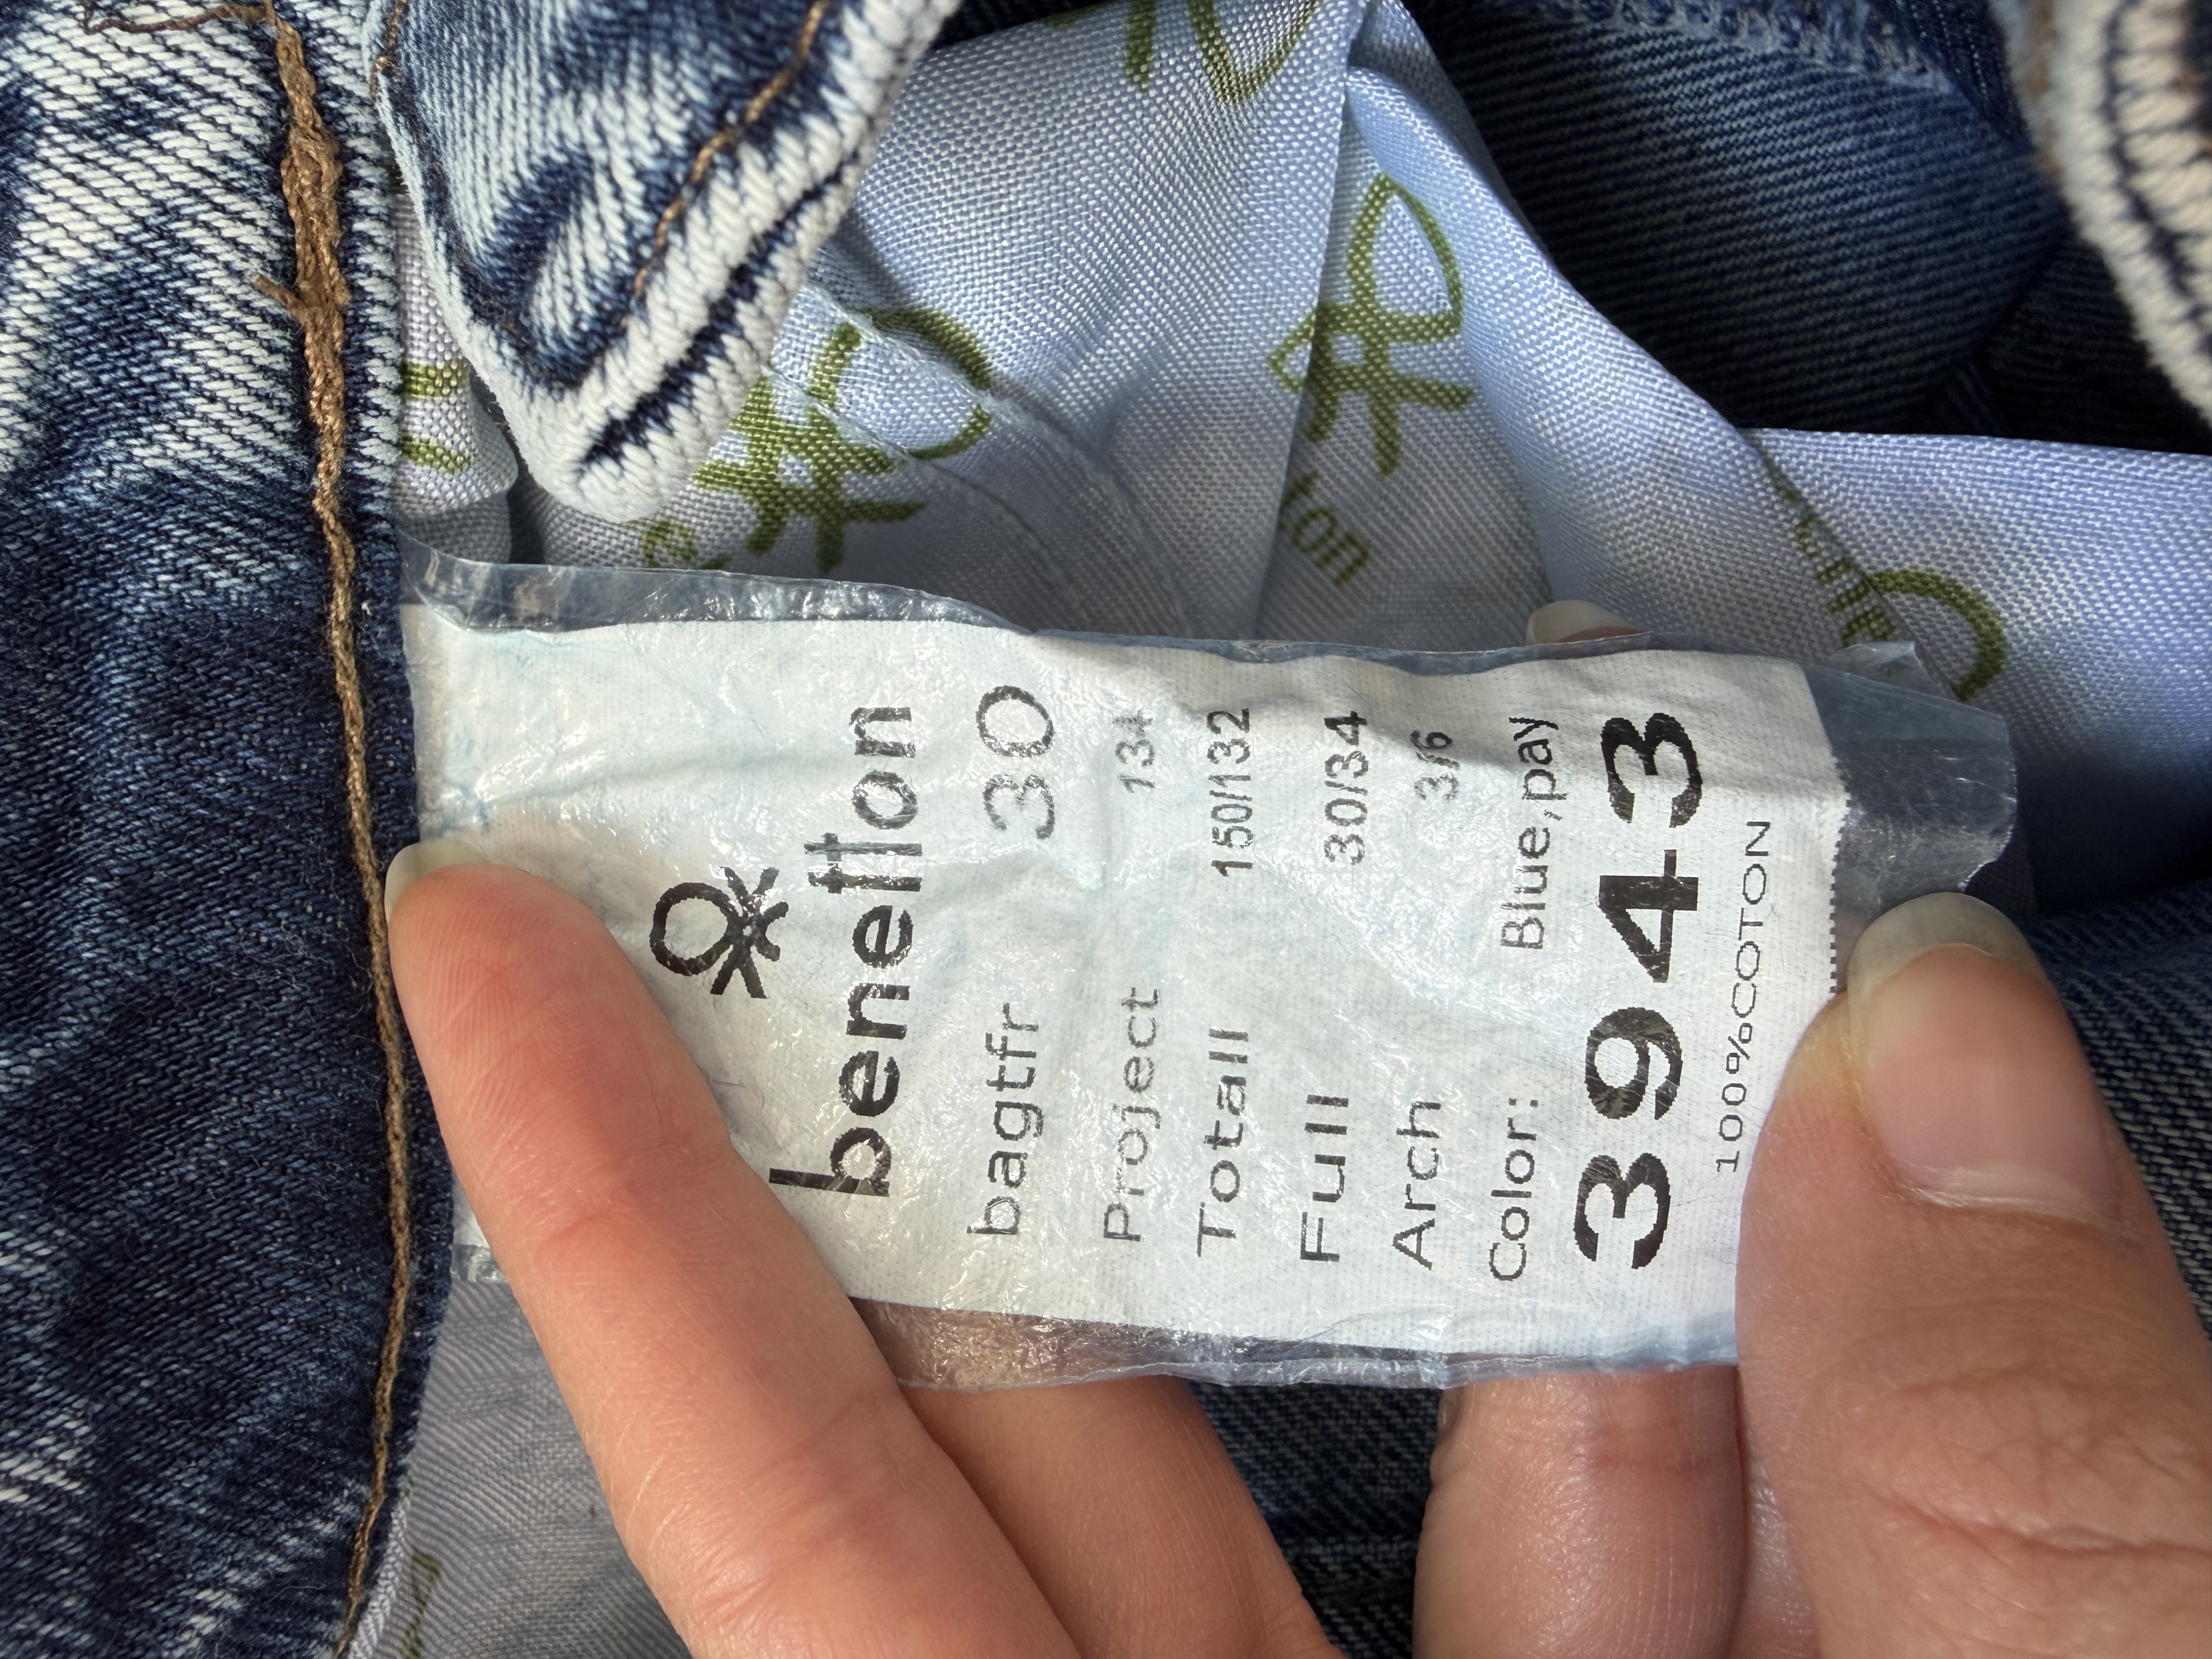 benetton
bagtfr 30
Project 134
Totall 150/132
Full 30/34
Arch 3/6
Color: Blue,pay
3943
100%COTON
ton